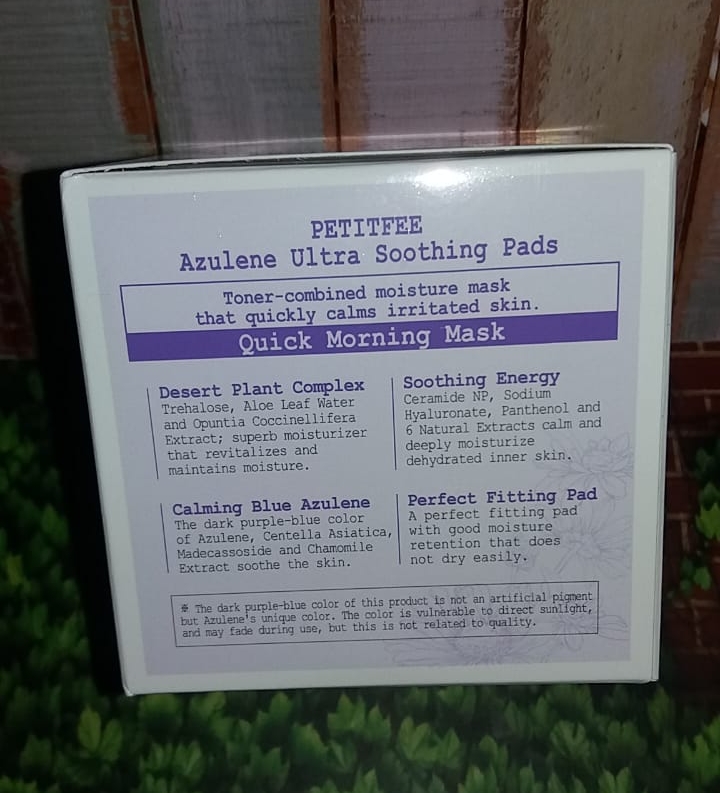 PETITFEE
Azulene Ultra Soothing Pads
Toner-combined moisture mask
that quickly calms irritated skin.
Quick Morning Mask
Desert Plant Complex
Trehalose, Aloe Leaf Water
and Opuntia Coccinellifera
Extract; superb moisturizer
that revitalizes and
maintains moisture.
Soothing Energy
Ceramide NP, Sodium
Hyaluronate, Panthenol and
6 Natural Extracts calm and
deeply moisturize
dehydrated inner skin.
Calming Blue Azulene
The dark purple-blue color
of Azulene, Centella Asiatica,
Madecassoside and Chamomile
Extract soothe the skin.
Perfect Fitting Pad
A perfect fitting pad
with good moisture
retention that does
not dry easily.
※ The dark purple-blue color of this product is not an artificial pigment
but Azulene's unique color. The color is vulnerable to direct sunlight,
and may fade during use, but this is not related to quality.